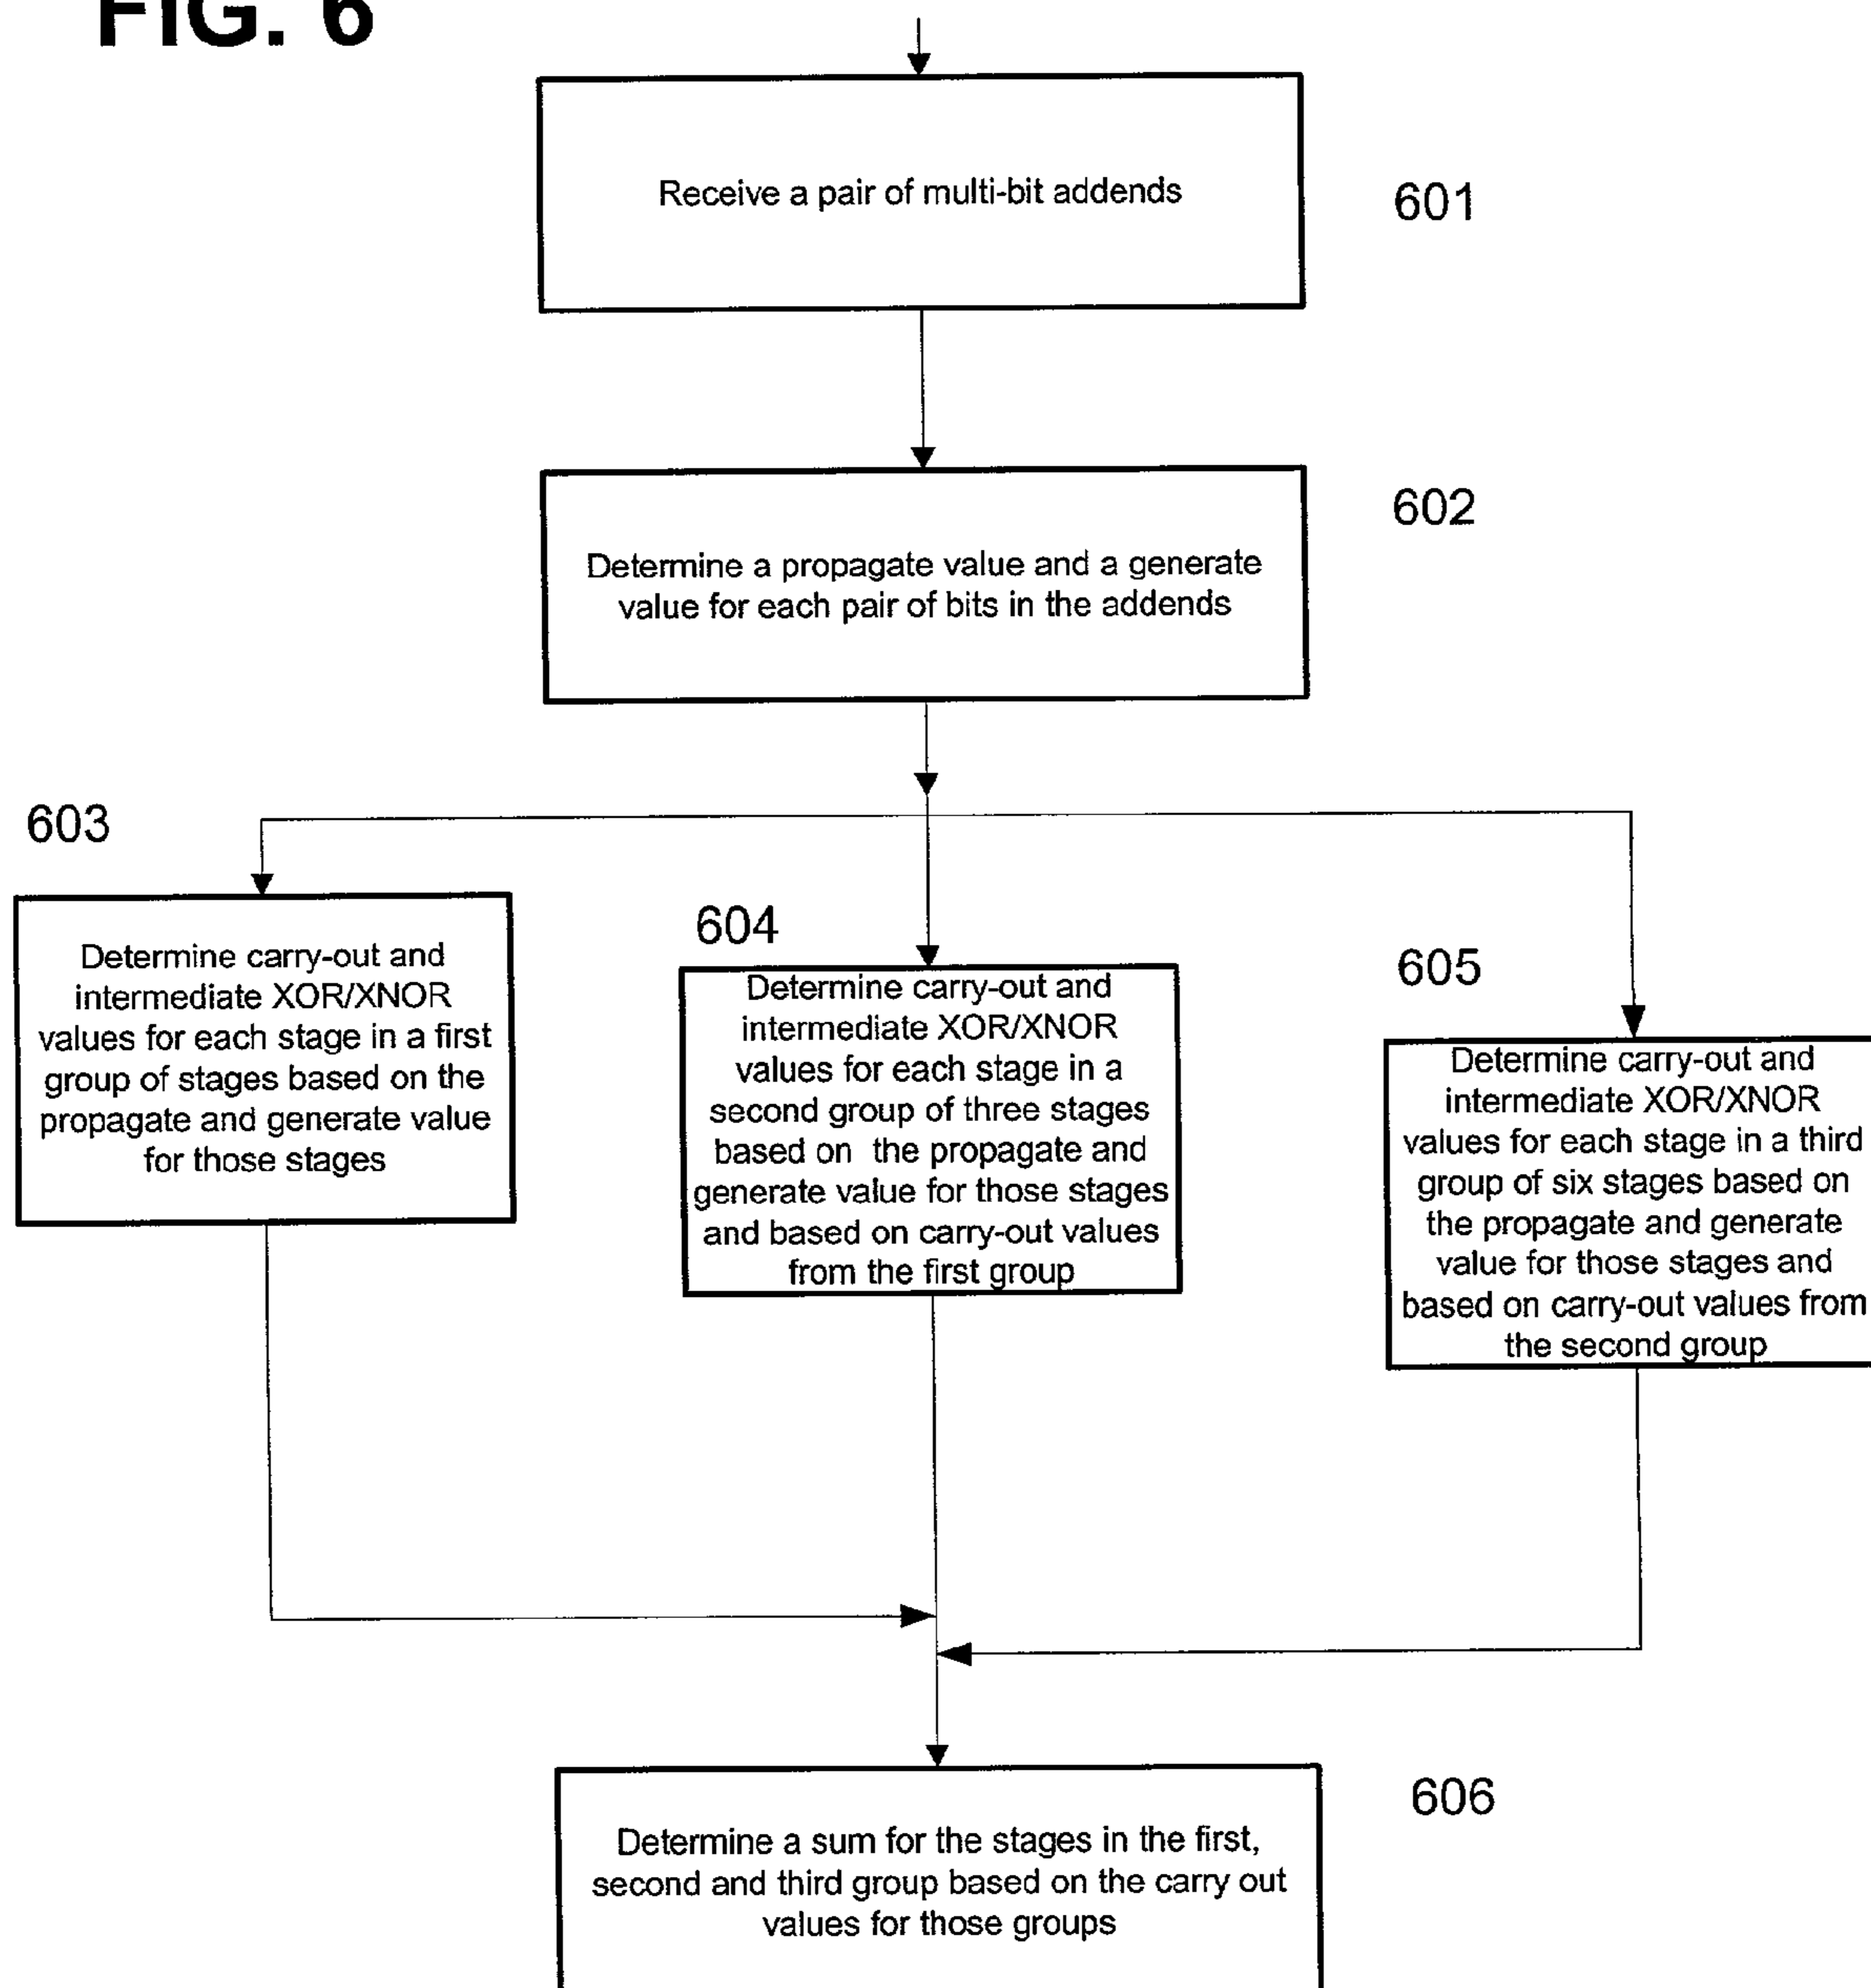 FIG. 6
Receive a pair of multi-bit addends
601
602
Determine a propagate value and a generate
value for each pair of bits in the addends
603
Determine carry-out and
intermediate XOR/XNOR
values for each stage in a first
group of stages based on the
propagate and generate value
for those stages
604
Determine carry-out and
intermediate XOR/XNOR
values for each stage in a
second group of three stages
based on the propagate and
generate value for those stages
and based on carry-out values
from the first group
605
Determine carry-out and
intermediate XOR/XNOR
values for each stage in a third
group of six stages based on
the propagate and generate
value for those stages and
based on carry-out values from
the second group
606
Determine a sum for the stages in the first,
second and third group based on the carry out
values for those groups